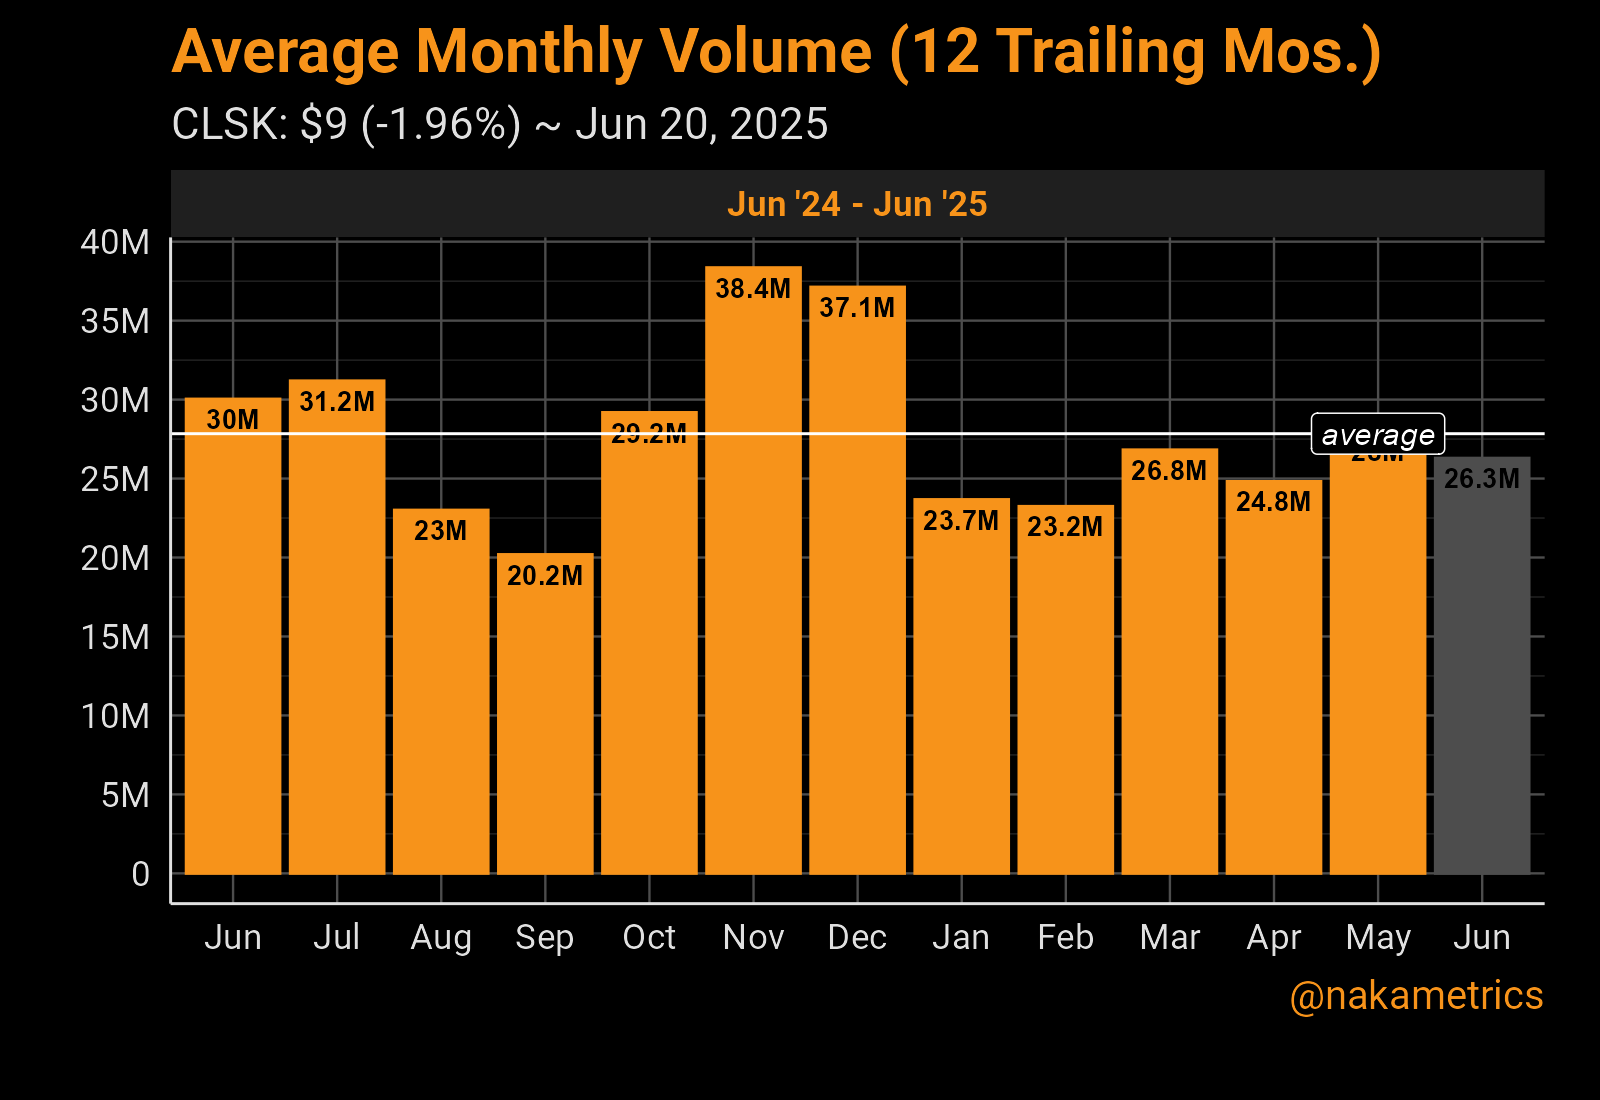 Average Monthly Volume (12 Trailing Mos.)
CLSK: $9 (-1.96%) ~ Jun 20, 2025
Jun '24 - Jun '25
40M
35M
30M
25M
20M
15M
10M
5M
0
30M
31.2M
23M
20.2M
29.2M
38.4M
37.1M
23.7M
23.2M
26.8M
24.8M
average
26.3M
Jun Jul Aug Sep Oct Nov Dec Jan Feb Mar Apr May Jun
@nakametrics